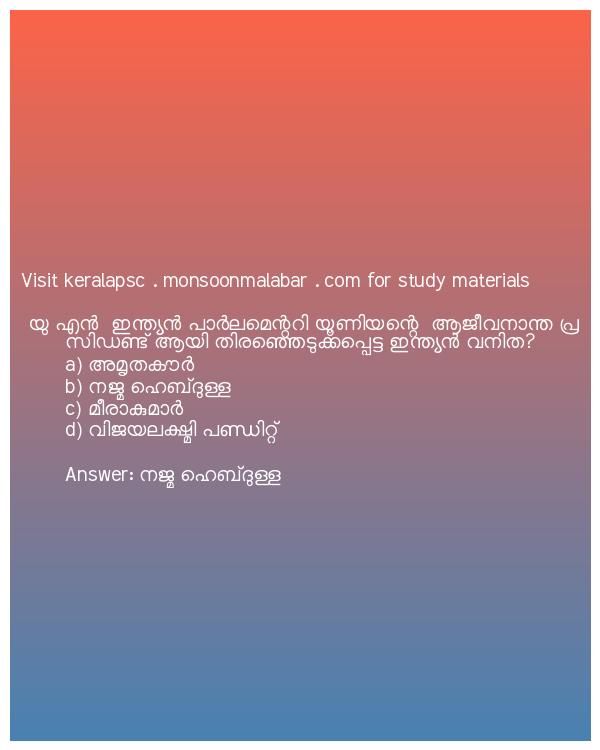 Visit keralapsc . monsoonmalabar . com for study materials
യു എൻ  ഇന്ത്യൻ പാർലമെന്ററി യൂണിയന്റെ  ആജീവനാന്ത പ്ര
സിഡണ്ട് ആയി തിരഞ്ഞെടുക്കപ്പെട്ട ഇന്ത്യൻ വനിത?
a) അമൃതകൗർ
b) നജ്മ ഹെബ്ദുള്ള
c) മീരാകുമാർ
d) വിജയലക്ഷ്മി പണ്ഡിറ്റ്
Answer: നജ്മ ഹെബ്ദുള്ള